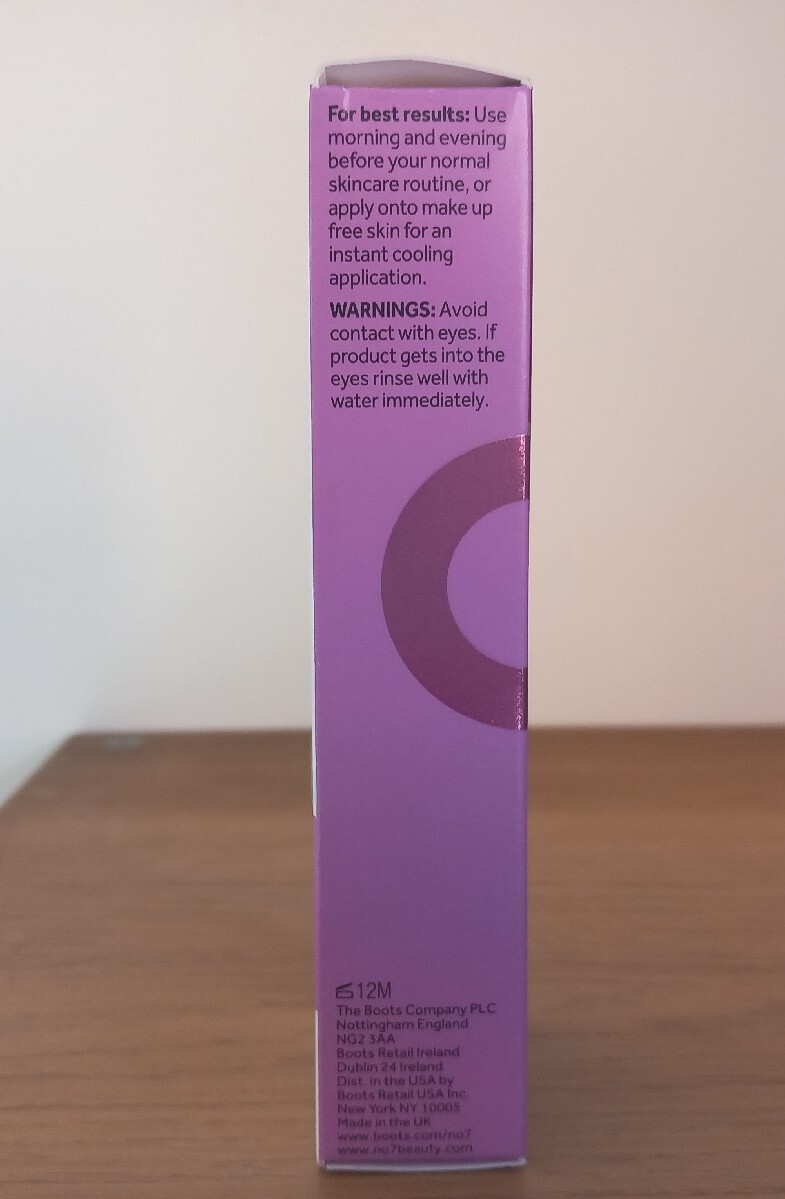 For best results: Use
morning and evening
before your normal
skincare routine, or
apply onto make up
free skin for an
instant cooling
application.
WARNINGS: Avoid
contact with eyes. If
product gets into the
eyes rinse well with
water immediately.
12M
The Boots Company PLC
Nottingham England
NG2 3AA
Boots Retail Ireland
Dublin 24 Ireland
Dist. in the USA by
Boots Retail USA Inc.
New York NY 10005
Made in the UK
www.boots.com/no7
www.no7beauty.com